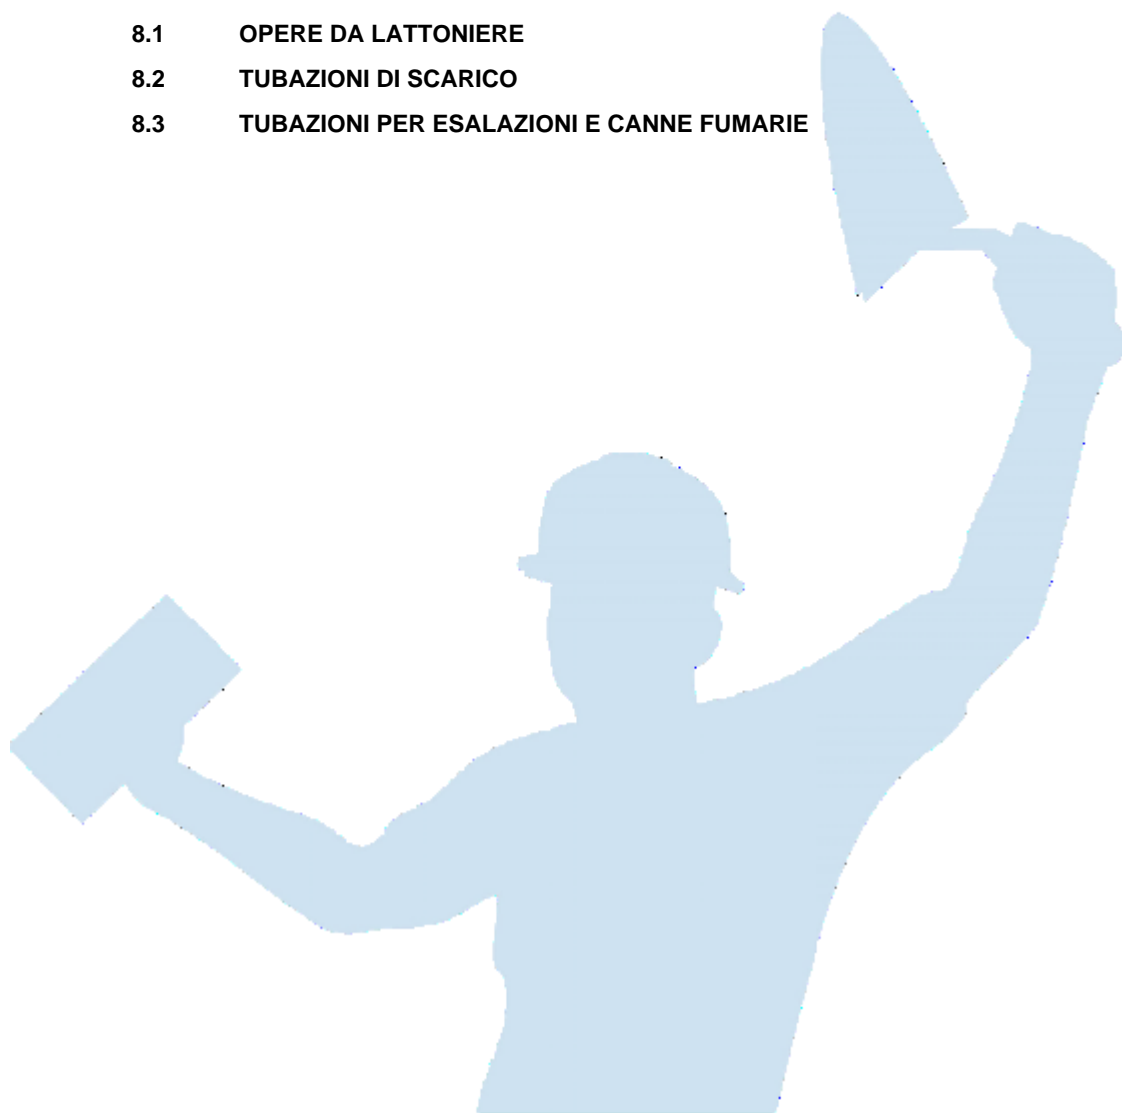 8.1 OPERE DA LATTONIERE
8.2 TUBAZIONI DI SCARICO
8.3 TUBAZIONI PER ESALAZIONI E CANNE FUMARIE